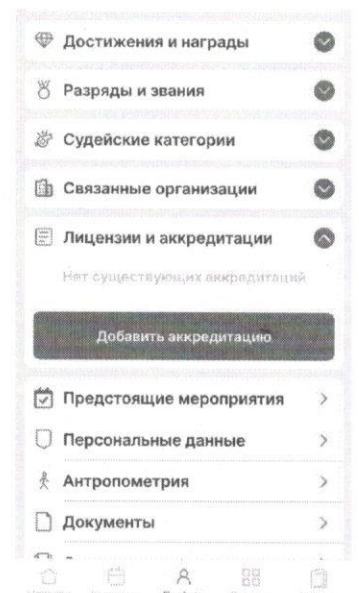 Достижения и награды
Разряды и звания
Судейские категории
Связанные организации
Лицензии и аккредитации
Нет существующих аккредитаций
Добавить аккредитацию
Предстоящие мероприятия
Персональные данные
Антропометрия
Документы